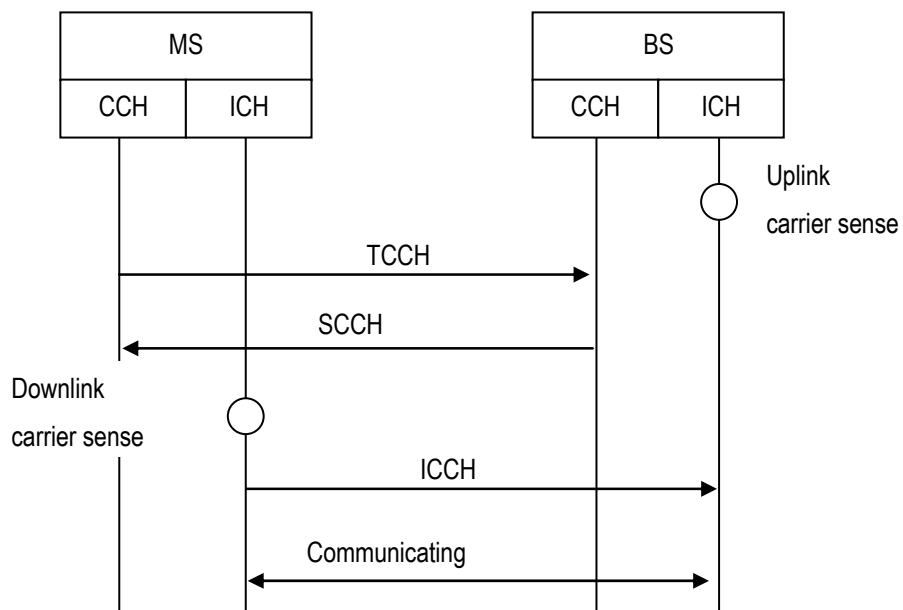 MS
BS
CCH
ICH
CCH
ICH
Uplink
carrier sense
TCCH
SCCH
Downlink
carrier sense
ICCH
Communicating